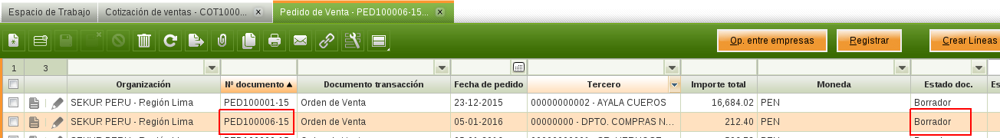 Espacio de Trabajo Cotización de ventas - COT1000... Pedido de Venta - PED100006-15...
Op. entre empresas Registrar Crear Líneas
1 3
Organización Nº documento Documento transacción Fecha de pedido Tercero Importe total Moneda Estado doc.
SEKUR PERU - Región Lima PED100001-15 Orden de Venta 23-12-2015 00000000002 - AYALA CUEROS 16,684.02 PEN Borrador
SEKUR PERU - Región Lima PED100006-15 Orden de Venta 05-01-2016 00000000 - DPTO. COMPRAS N... 212.40 PEN Borrador